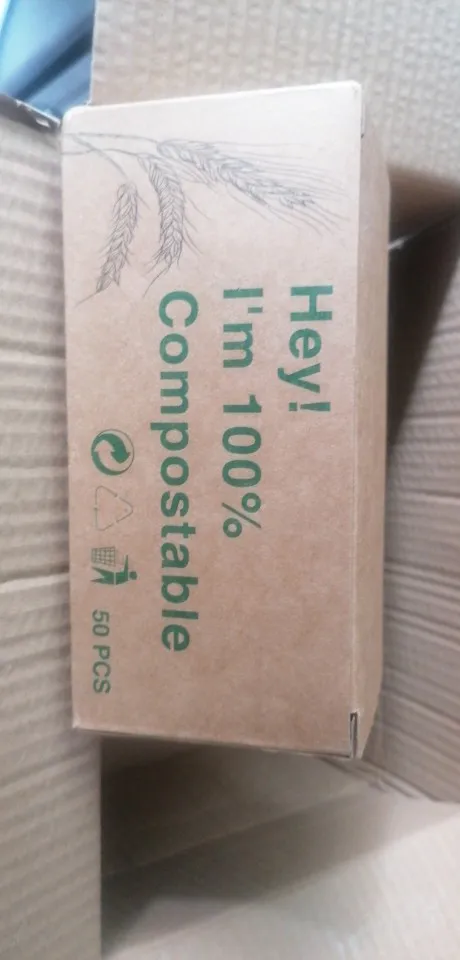 Hey!
I'm 100%
Compostable
50 PCS